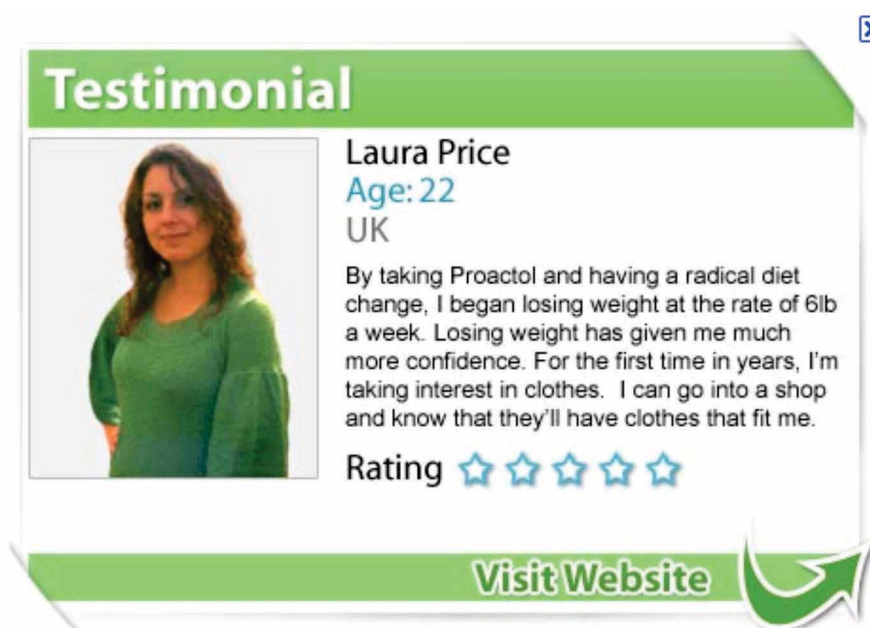 Testimonial
Laura Price
Age: 22
UK
By taking Proactol and having a radical diet
change, I began losing weight at the rate of 6lb
a week. Losing weight has given me much
more confidence. For the first time in years, I'm
taking interest in clothes.  I can go into a shop
and know that they'll have clothes that fit me.
Rating
Visit Website